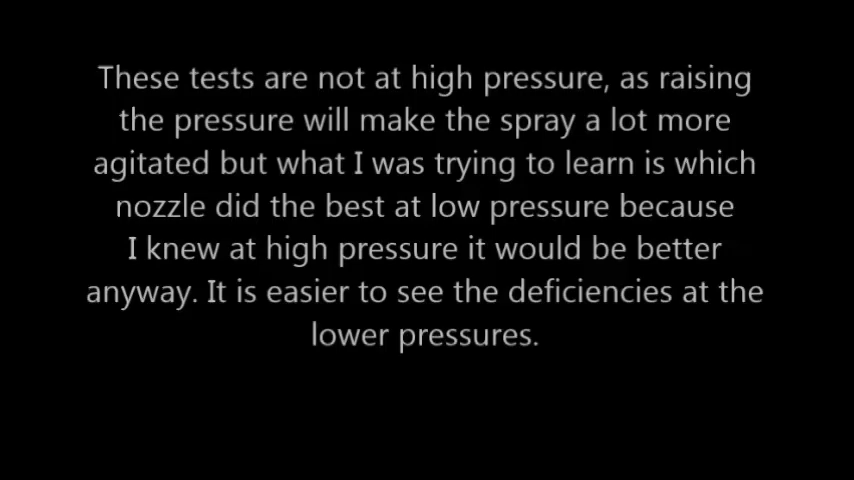 These tests are not at high pressure, as raising
the pressure will make the spray a lot more
agitated but what I was trying to learn is which
nozzle did the best at low pressure because
I knew at high pressure it would be better
anyway. It is easier to see the deficiencies at the
lower pressures.